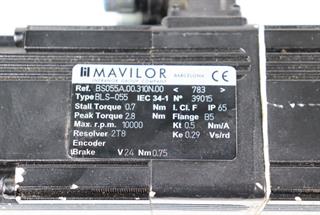 MAVILOR
INFRANOR GROUP COMPANY BARCELONA CE
Ref. BS055A.00.310N.00 < 783 >
Type BLS-055 IEC 34-1 Nº 39015
Stall Torque 0.7 Nm I. Cl. F IP 65
Peak Torque 2.8 Nm Flange B5
Max. r.p.m. 10000 Kt 0.5 Nm/A
Resolver 2T8 Ke 0.29 Vs/rd
Encoder
Brake V 24 Nm 0.75